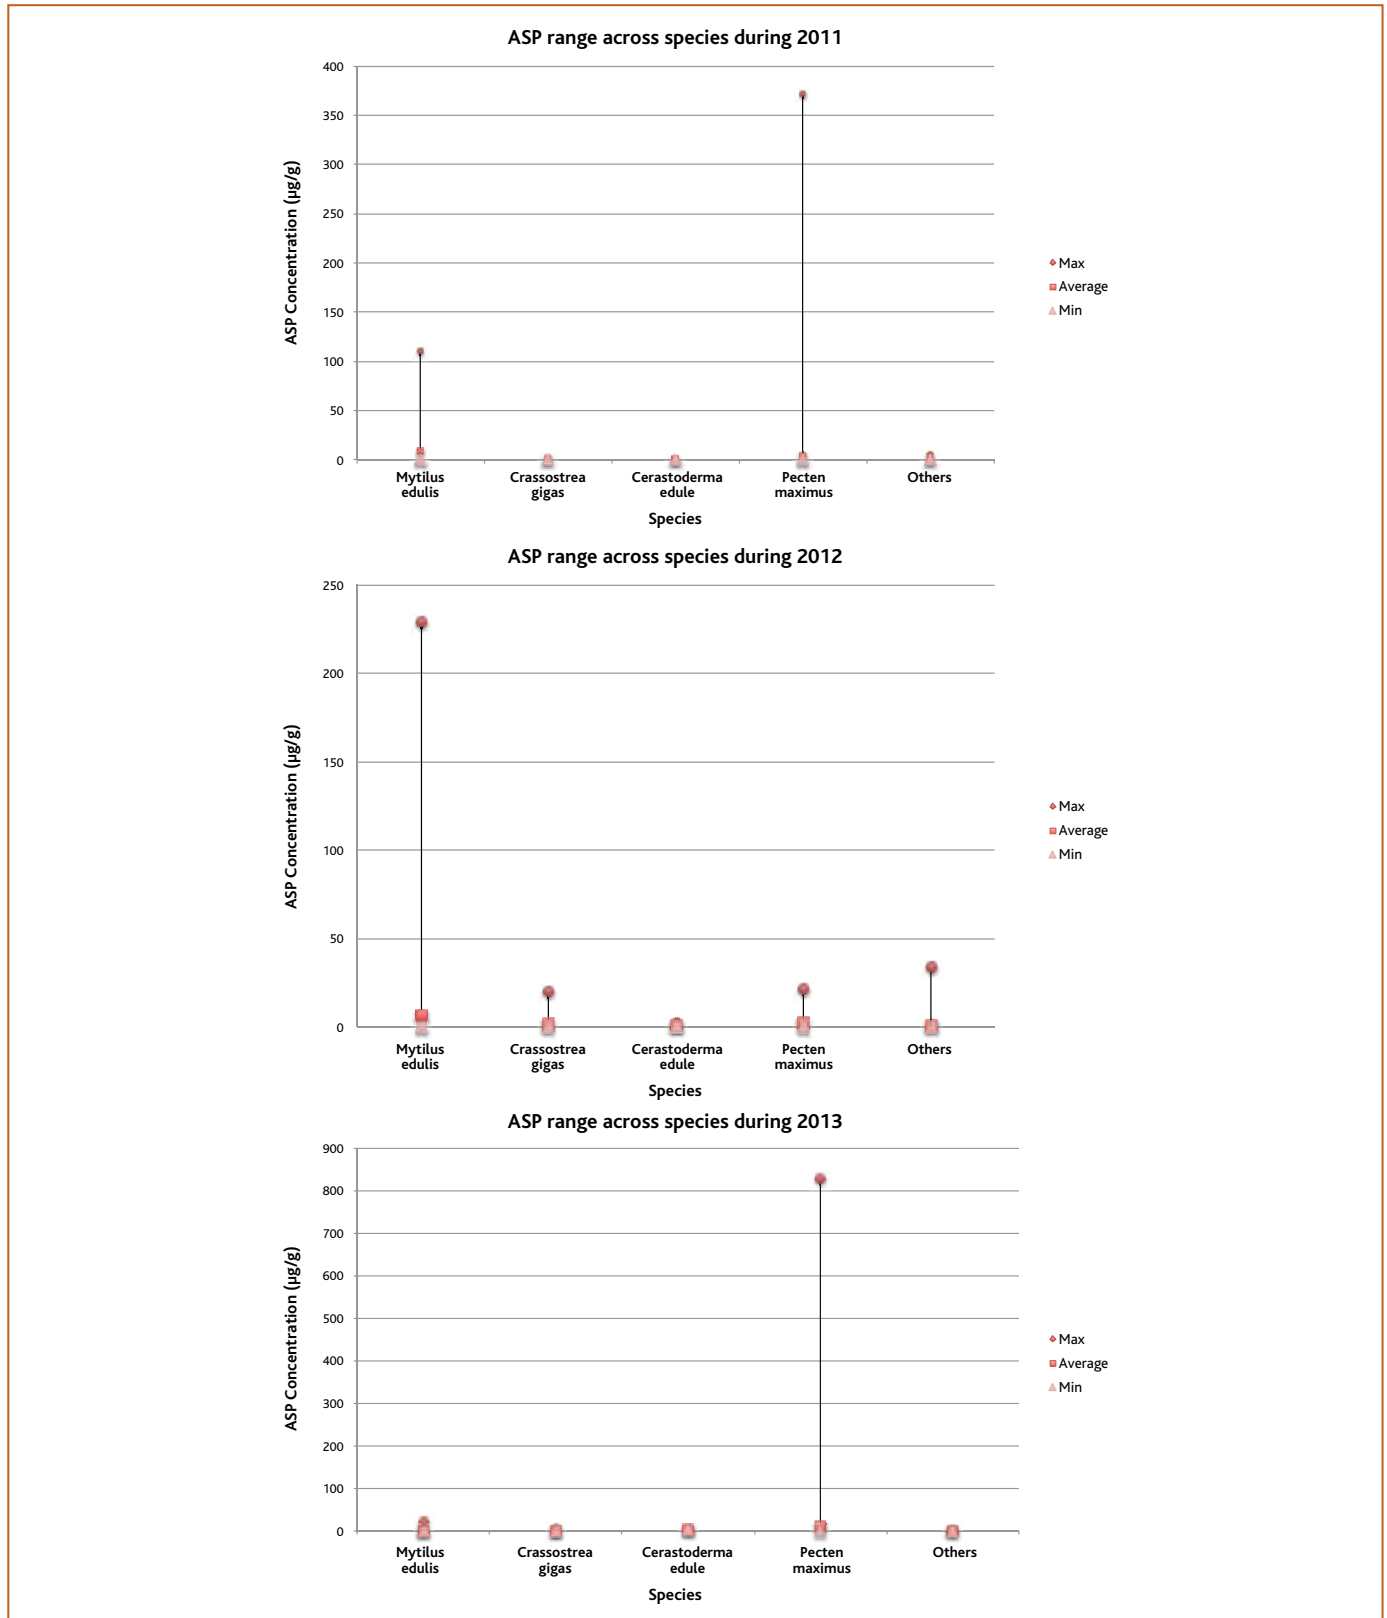 ASP range across species during 2011
400
350
300
250
200
150
100
50
0
ASP Concentration (µg/g)
Mytilus
edulis
Crassostrea
gigas
Cerastoderma
edule
Pecten
maximus
Others
Species
Max
Average
Min
ASP range across species during 2012
250
200
150
100
50
0
ASP Concentration (µg/g)
Mytilus
edulis
Crassostrea
gigas
Cerastoderma
edule
Pecten
maximus
Others
Species
Max
Average
Min
ASP range across species during 2013
900
800
700
600
500
400
300
200
100
0
ASP Concentration (µg/g)
Mytilus
edulis
Crassostrea
gigas
Cerastoderma
edule
Pecten
maximus
Others
Species
Max
Average
Min